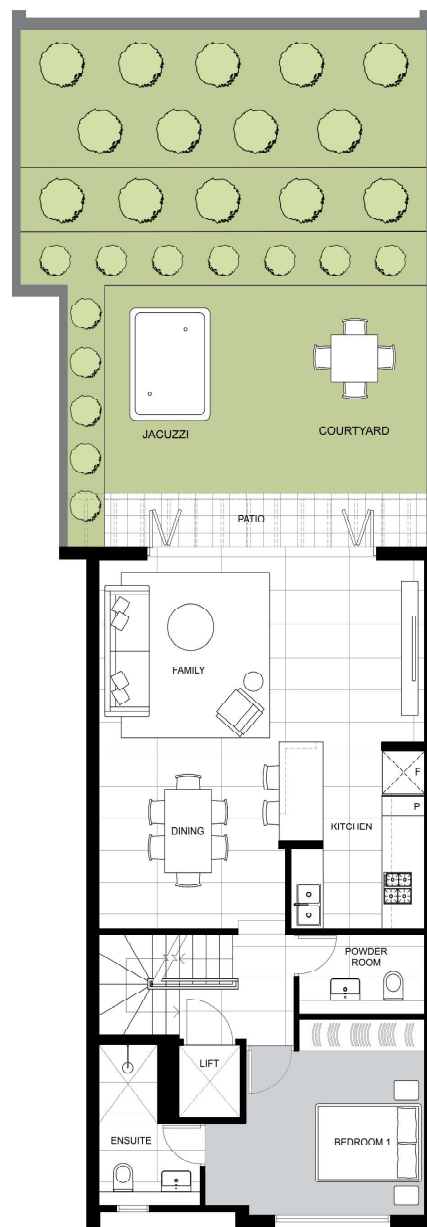 JACUZZI
COURTYARD
PATIO
FAMILY
F
P
KITCHEN
DINING
POWDER
ROOM
LIFT
ENSUITE
BEDROOM 1